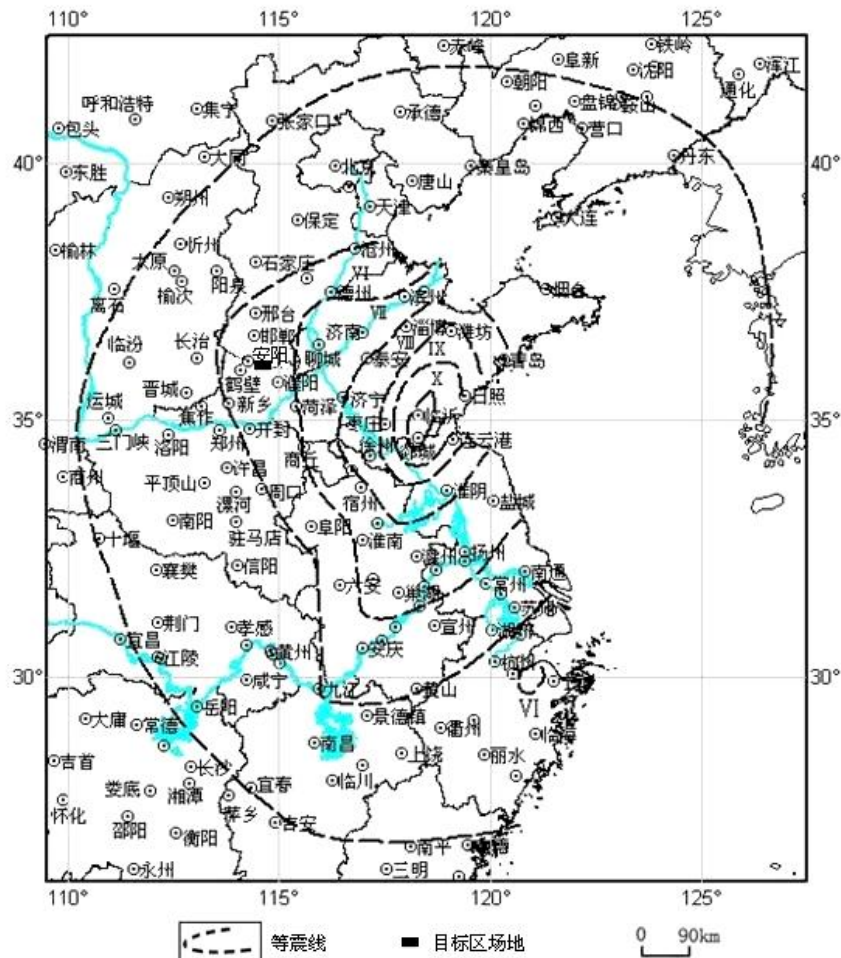 110° 115° 120° 125°
赤峰 铁岭
阜新 沈阳 浑江
朝阳 通化
呼和浩特 集宁 承德 盘锦 鞍山
包头 张家口 锦西 营口
40° 大同 北京 秦皇岛 丹东 40°
东胜 唐山
朔州 天津
保定 大连
榆林 忻州 沧州
太原 石家庄 VI
离石 榆次 阳泉 德州 滨州 烟台
邢台 VII
临汾 长治 邯郸 济南 淄博 潍坊
安阳 聊城 泰安 VIII IX 青岛
晋城 鹤壁 濮阳 X
运城 焦作 新乡 菏泽 济宁 日照
35° 枣庄 临沂 35°
渭南 三门峡 洛阳 郑州 开封 徐州 郯城 连云港
商州 许昌 商丘
平顶山 周口 宿州 淮阴
漯河 盐城
南阳 驻马店 阜阳
十堰 淮南 扬州
襄樊 信阳 南通
六安 巢湖 常州
荆门 孝感 宣州 苏州
宜昌 黄州 安庆 湖州
江陵 杭州
30° 咸宁 九江 黄山 30°
岳阳 VI
大庸 常德 景德镇 衢州 临海
南昌
吉首 上饶 丽水
长沙 临川
娄底 湘潭 宜春
怀化 萍乡
邵阳 衡阳 吉安
南平
永州 三明
110° 115° 120° 125°
等震线 目标区场地 0 90km